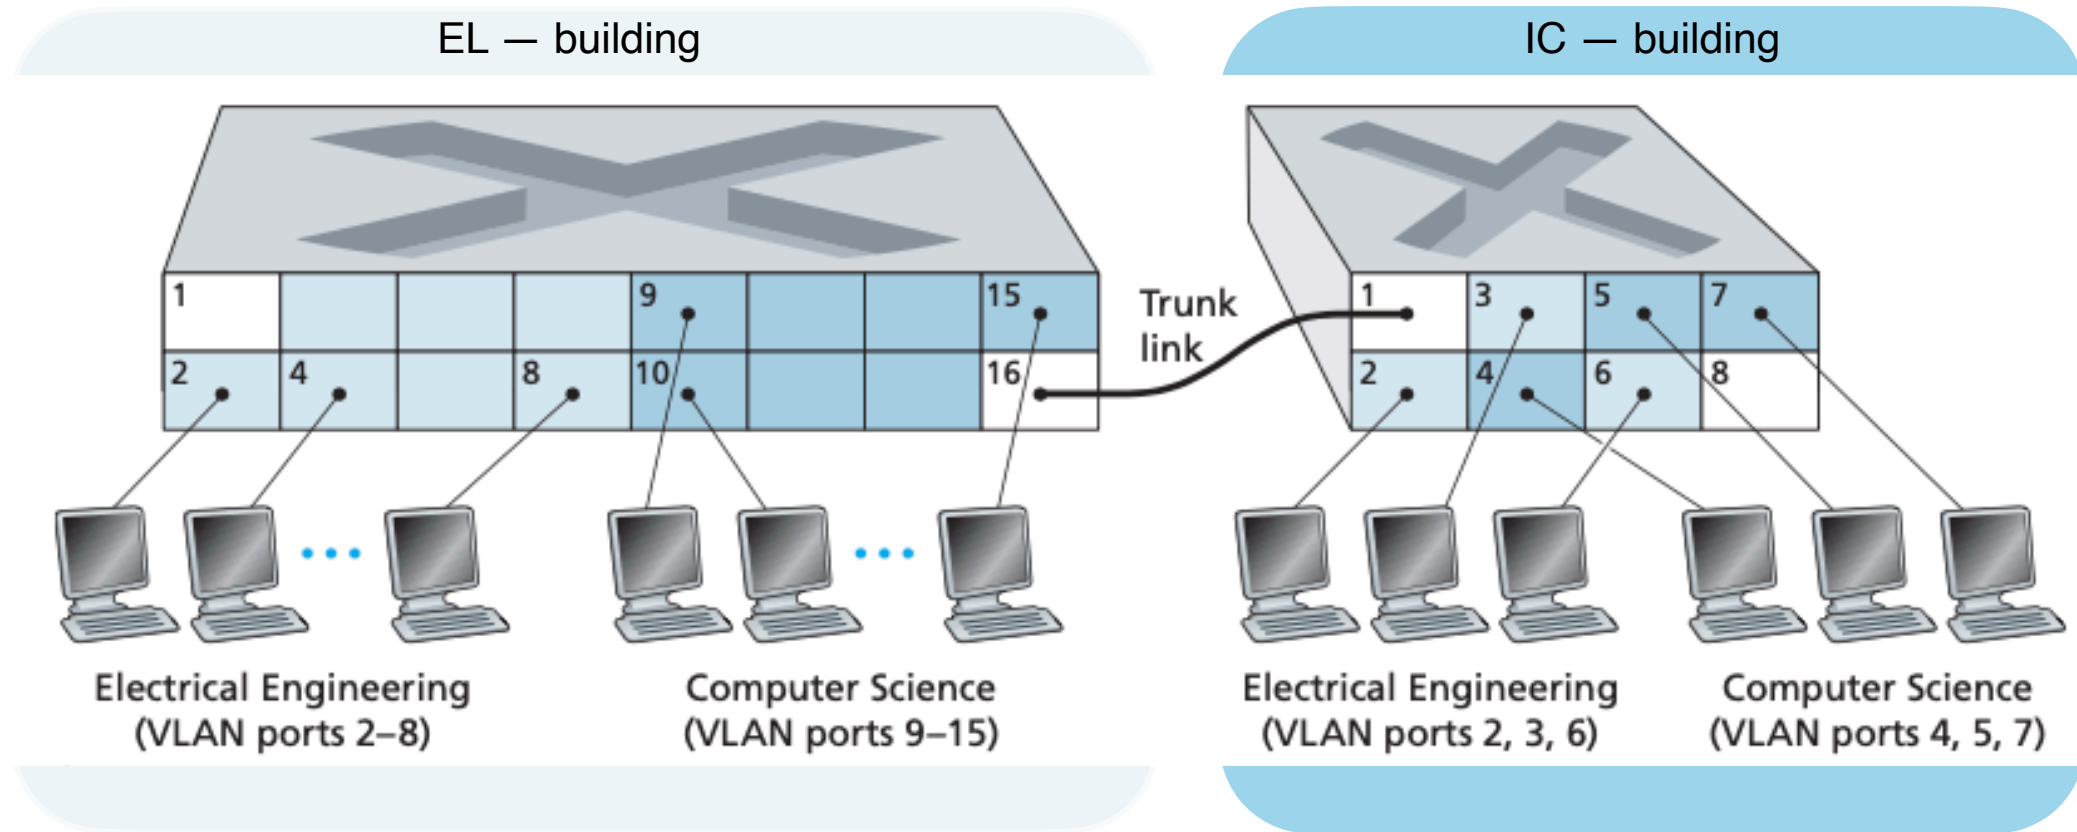 EL — building
IC — building
1
9
15
2
4
8
10
16
Trunk
link
1
3
5
7
2
4
6
8
Electrical Engineering
(VLAN ports 2–8)
Computer Science
(VLAN ports 9–15)
Electrical Engineering
(VLAN ports 2, 3, 6)
Computer Science
(VLAN ports 4, 5, 7)